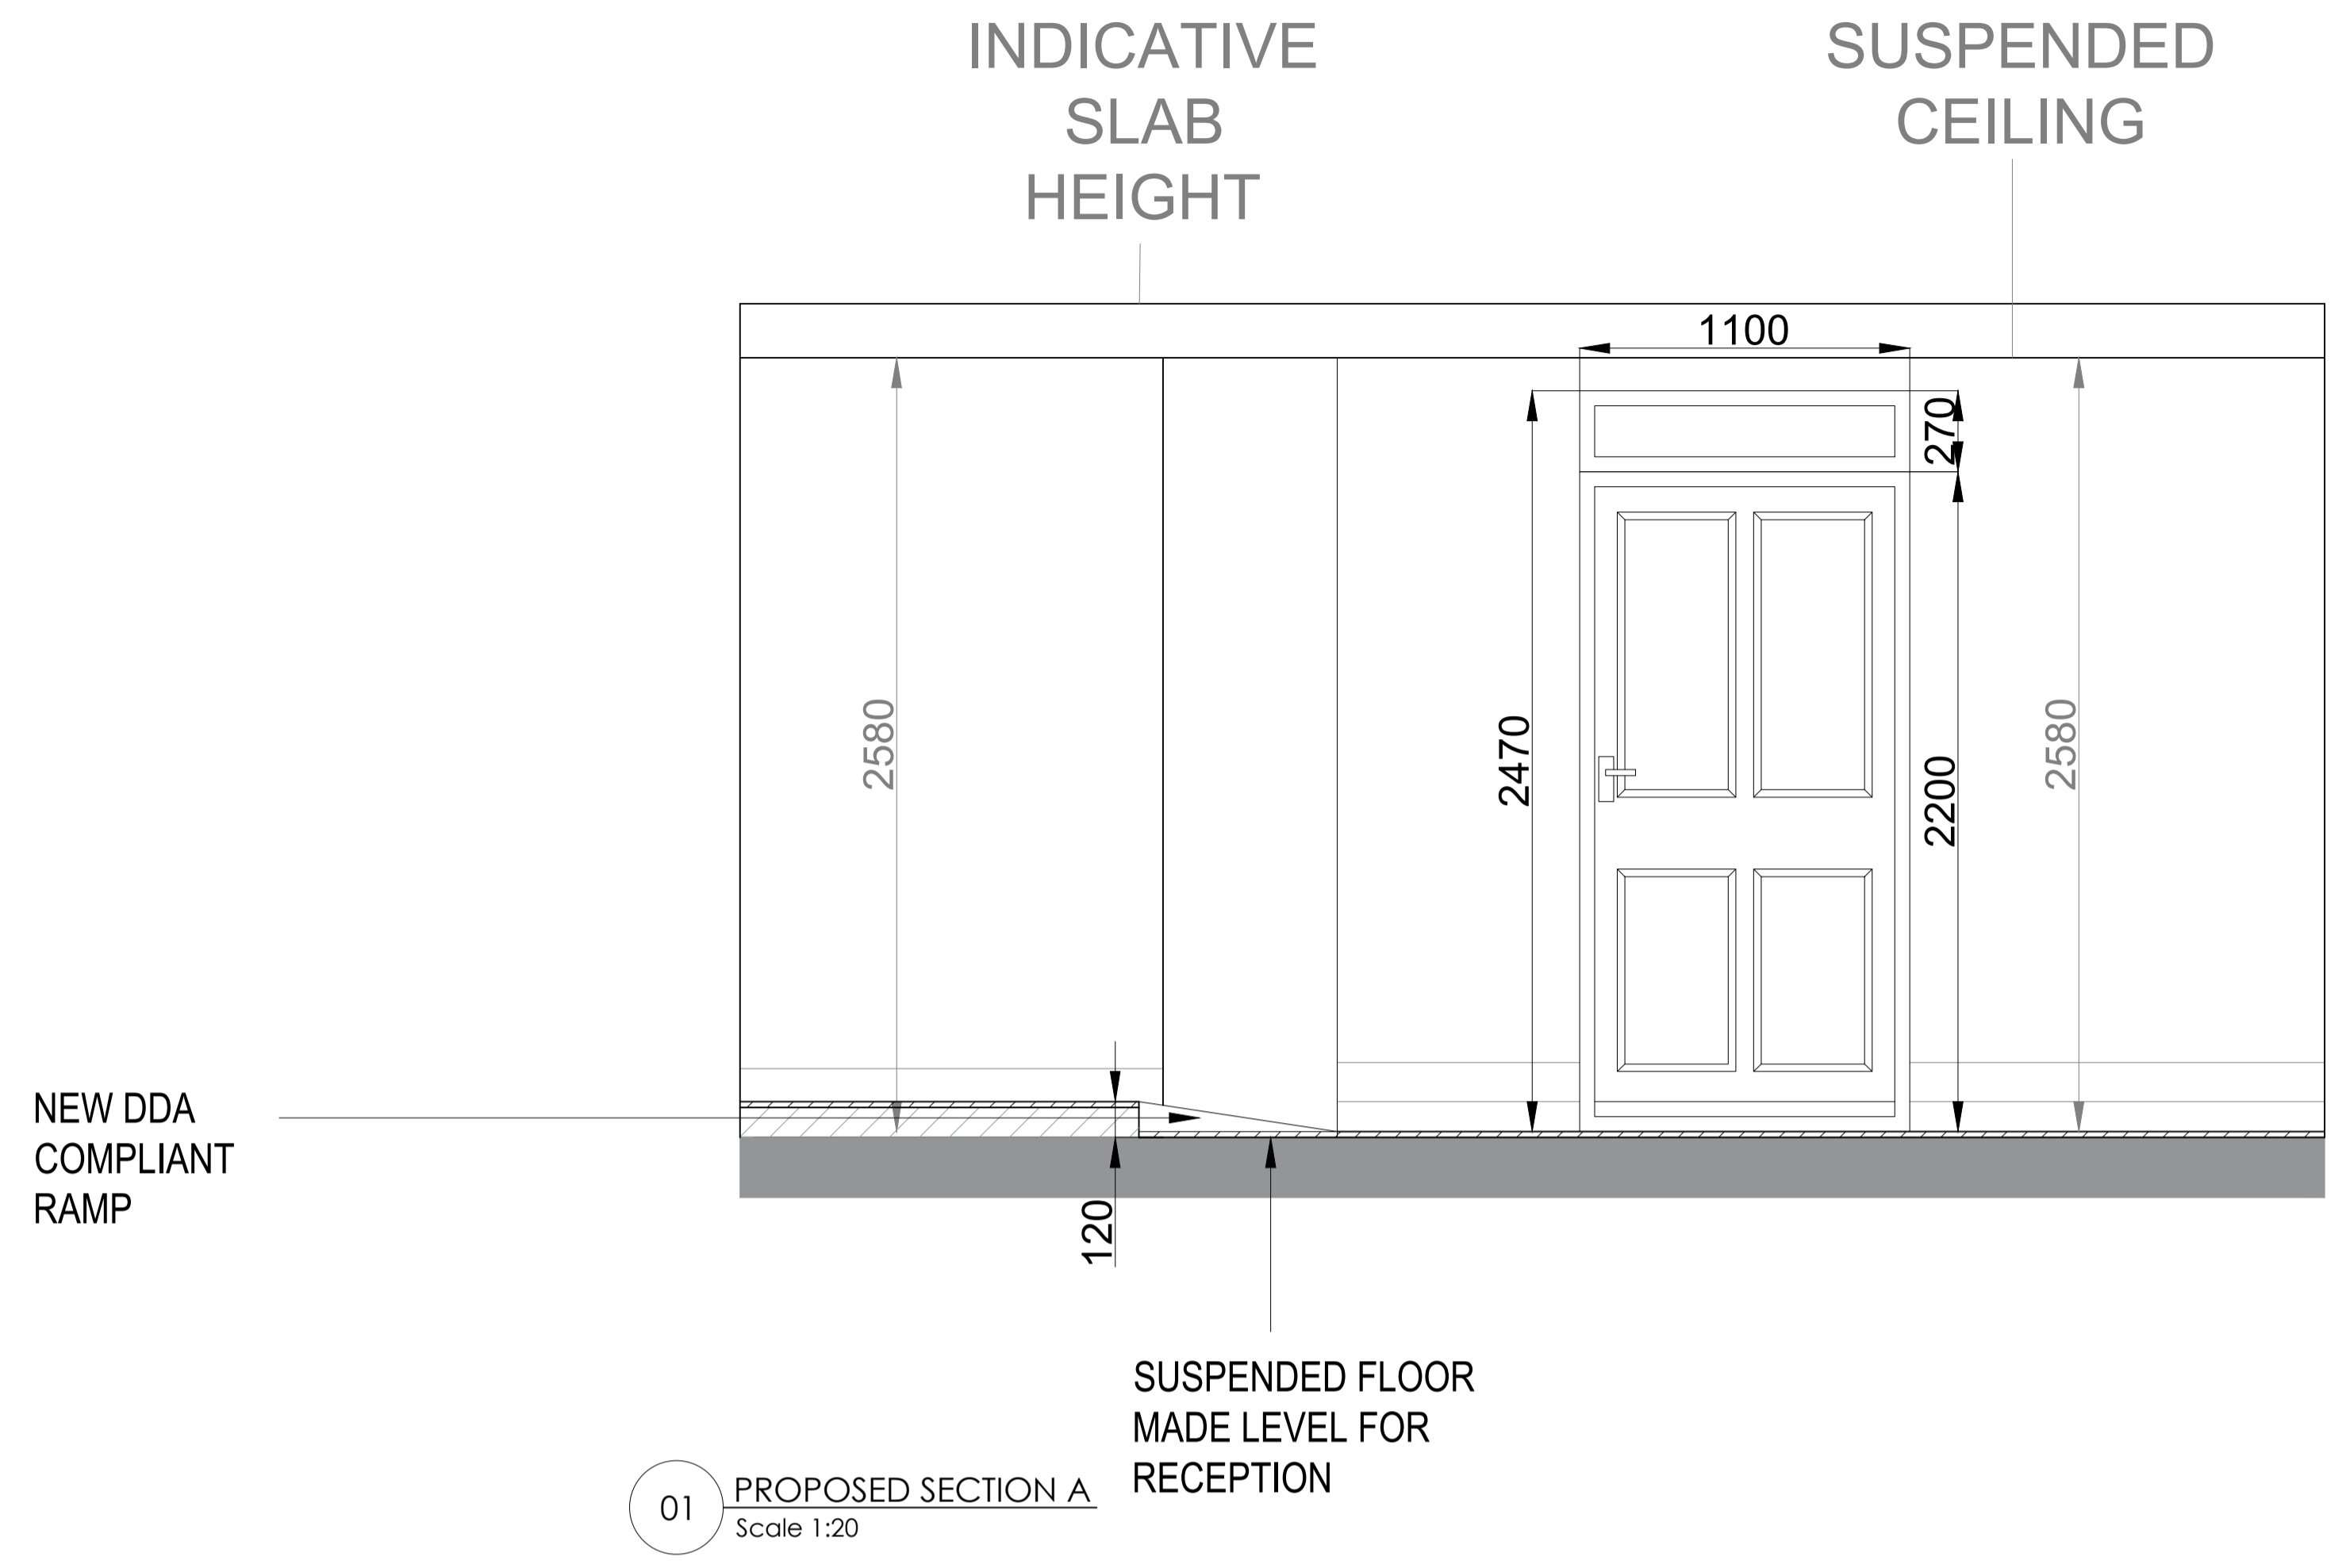 INDICATIVE
SLAB
HEIGHT
SUSPENDED
CEILING
1100
270
2580
2470
2200
2580
NEW DDA
COMPLIANT
RAMP
120
SUSPENDED FLOOR
MADE LEVEL FOR
RECEPTION
01
PROPOSED SECTION A
Scale 1:20